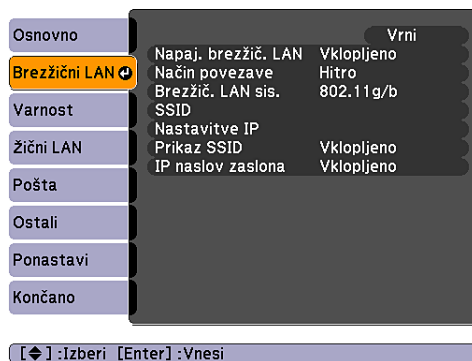 Osnovno
Brezžični LAN
Varnost
Žični LAN
Pošta
Ostali
Ponastavi
Končano
Vrni
Napaj. brezžič. LAN Vklopljeno
Način povezave Hitro
Brezžič. LAN sis. 802.11g/b
SSID
Nastavitve IP
Prikaz SSID Vklopljeno
IP naslov zaslona Vklopljeno
[◆] :Izberi [Enter] :Vnesi